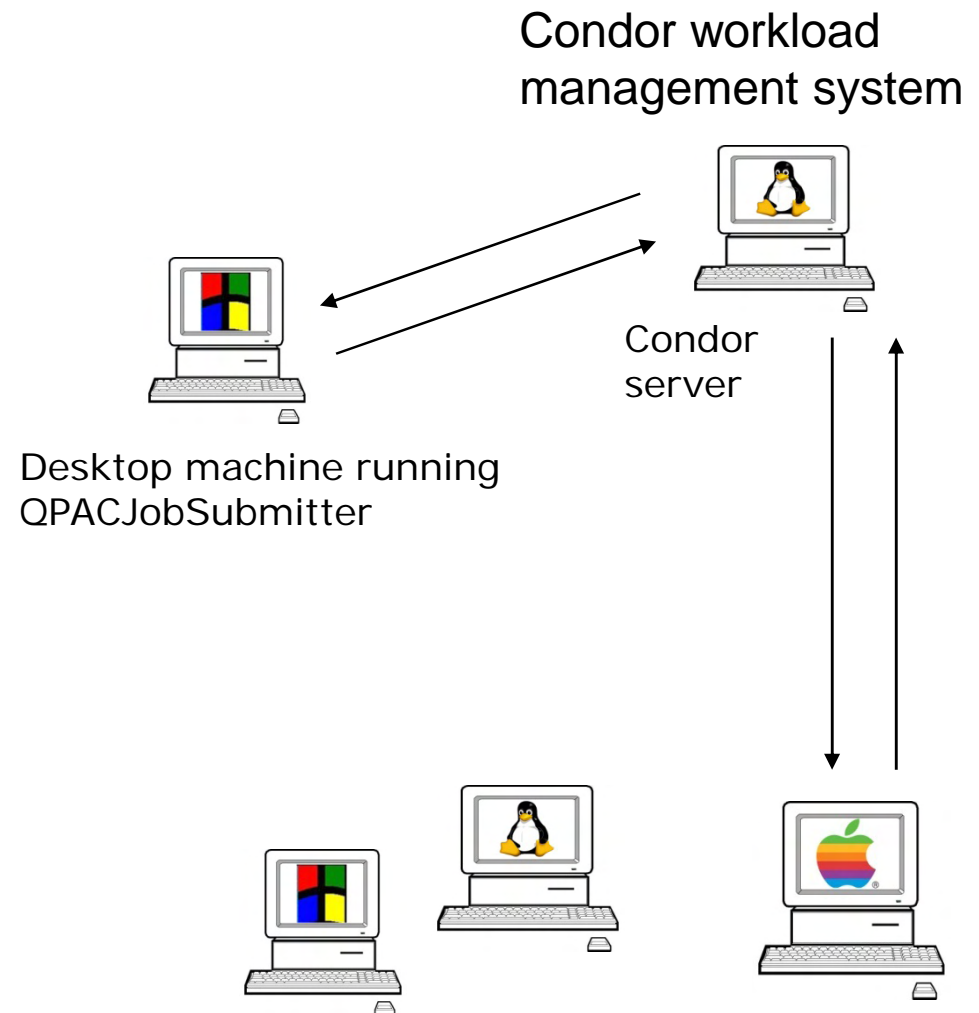 Condor workload
management system
Condor
server
Desktop machine running
QPACJobSubmitter
®